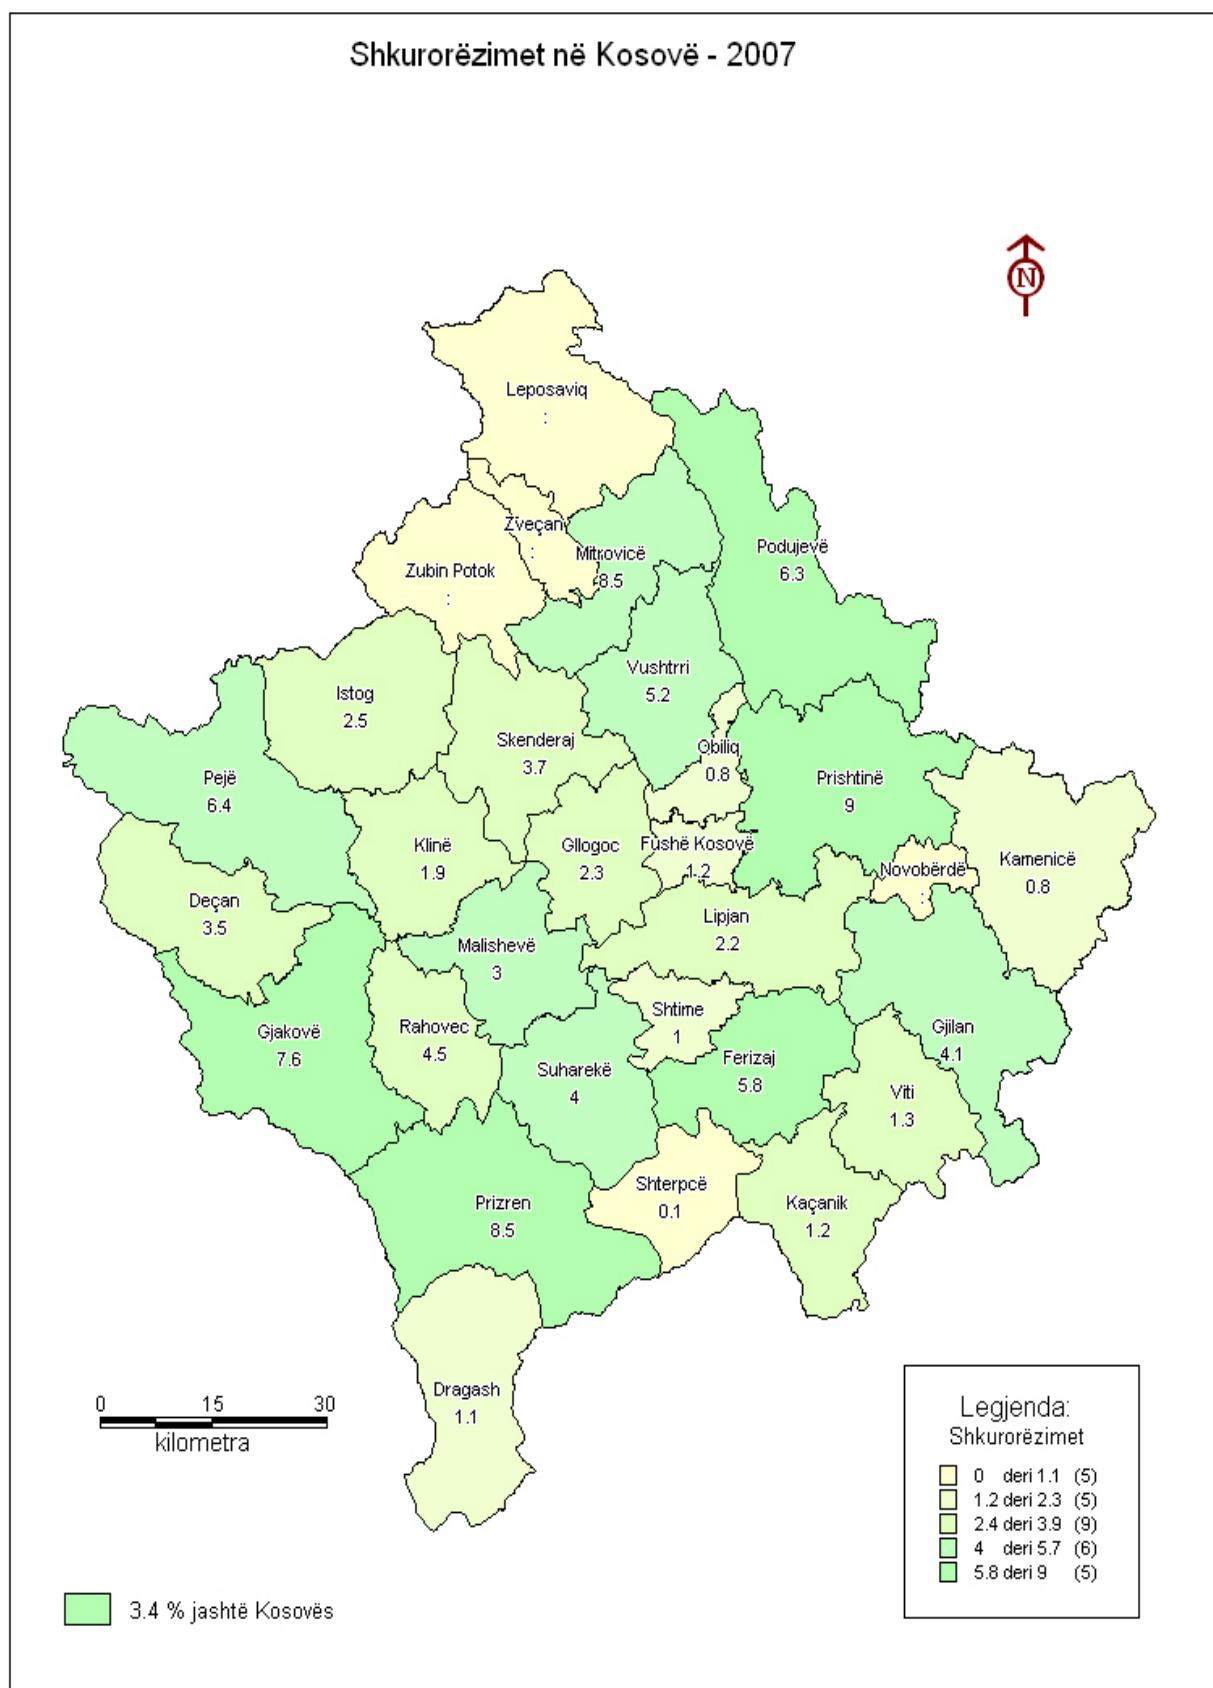 Shkurorëzimet në Kosovë - 2007
N
Leposaviq
:
Zveçan
:
Mitrovicë
8.5
Podujevë
6.3
Zubin Potok
:
Vushtrri
5.2
Istog
2.5
Skenderaj
3.7
Obiliq
0.8
Pejë
6.4
Prishtinë
9
Klinë
1.9
Gllogoc
2.3
Fushë Kosovë
1.2
Novobërdë
:
Kamenicë
0.8
Deçan
3.5
Lipjan
2.2
Malishevë
3
Shtime
1
Gjakovë
7.6
Rahovec
4.5
Gjilan
4.1
Suharekë
4
Ferizaj
5.8
Viti
1.3
Shterpcë
0.1
Prizren
8.5
Kaçanik
1.2
Dragash
1.1
0 15 30
kilometra
Legjenda:
Shkurorëzimet
0 deri 1.1 (5)
1.2 deri 2.3 (5)
2.4 deri 3.9 (9)
4 deri 5.7 (6)
5.8 deri 9 (5)
3.4 % jashtë Kosovës